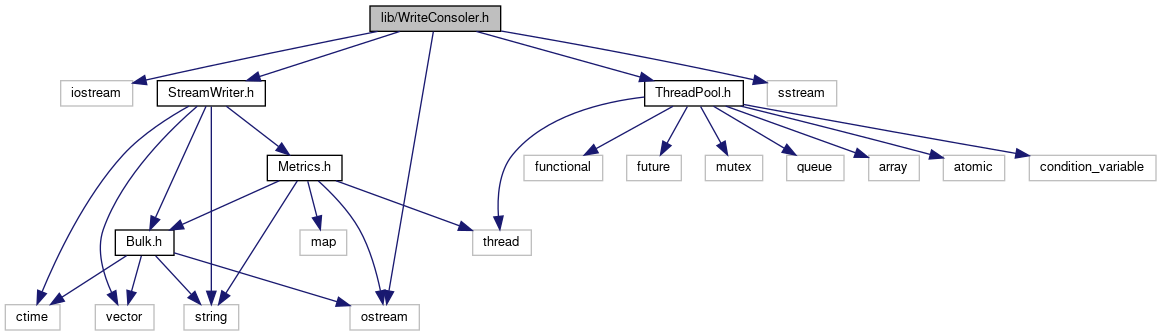 lib/WriteConsoler.h
iostream
StreamWriter.h
ThreadPool.h
sstream
Metrics.h
functional
future
mutex
queue
array
atomic
condition_variable
Bulk.h
map
thread
ctime
vector
string
ostream